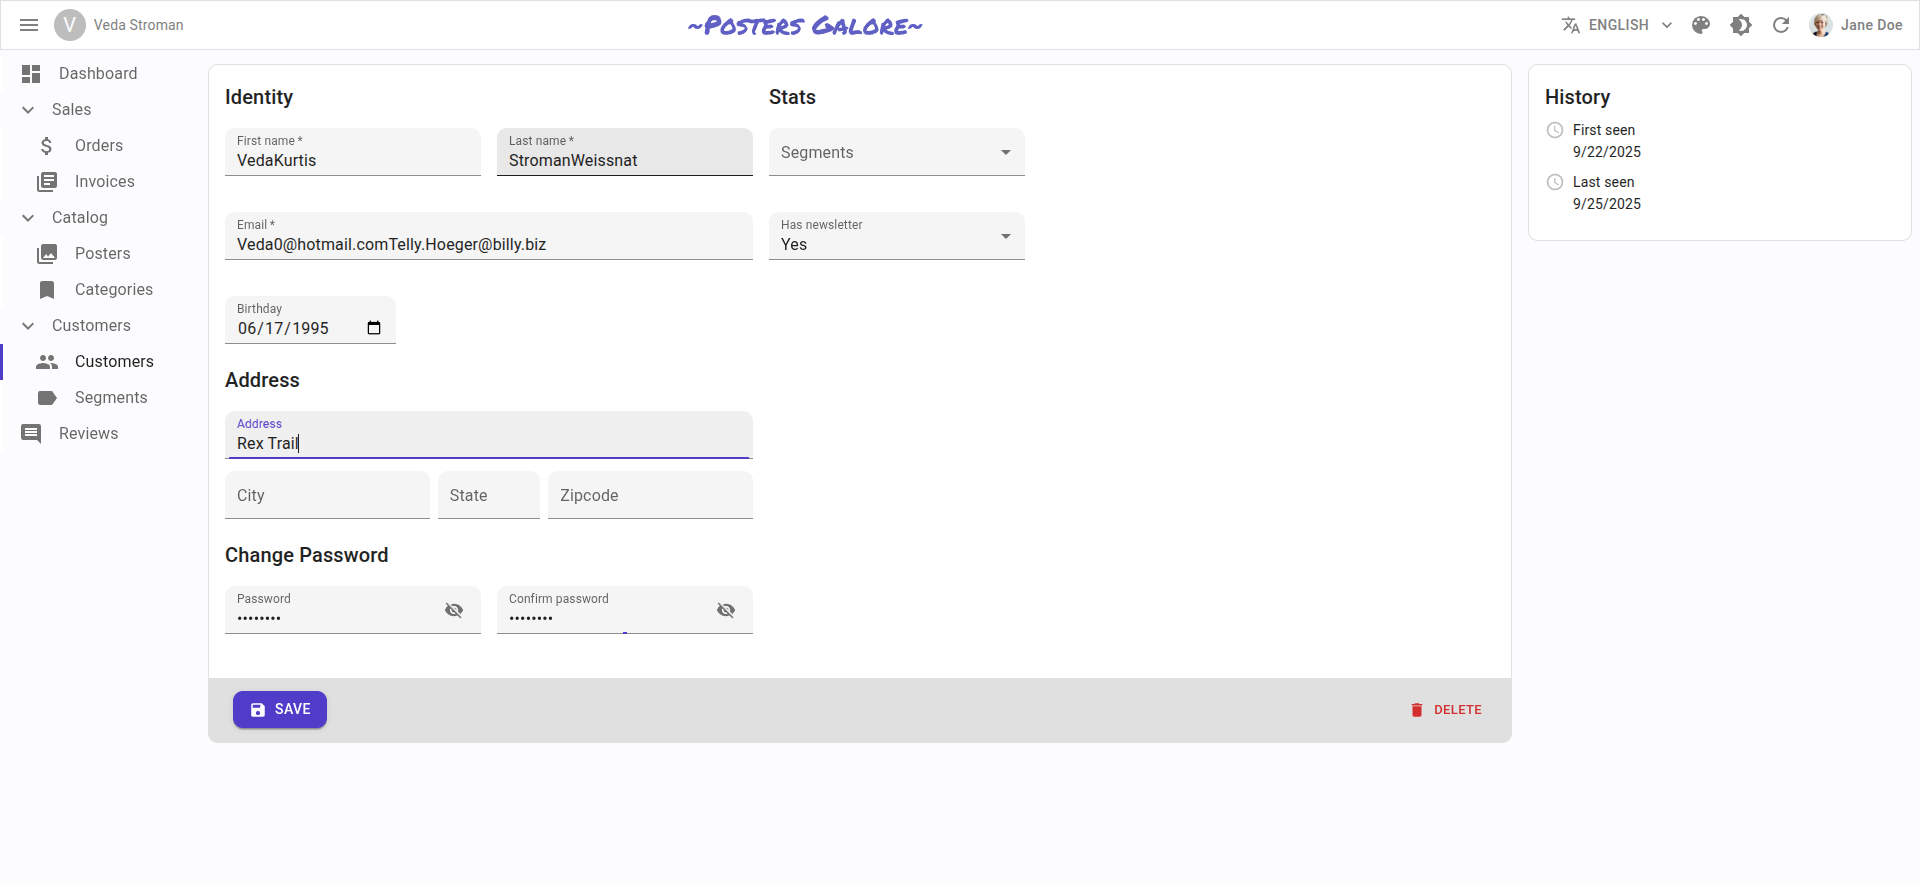 V Veda Stroman
~Posters Galore~
ENGLISH
Jane Doe
Dashboard
Sales
Orders
Invoices
Catalog
Posters
Categories
Customers
Customers
Segments
Reviews
Identity
First name *
VedaKurtis
Last name *
StromanWeissnat
Email *
Veda0@hotmail.comTelly.Hoeger@billy.biz
Birthday
06/17/1995
Stats
Segments
Has newsletter
Yes
Address
Address
Rex Trail
City
State
Zipcode
Change Password
Password
••••••••
Confirm password
••••••••
SAVE
DELETE
History
First seen
9/22/2025
Last seen
9/25/2025